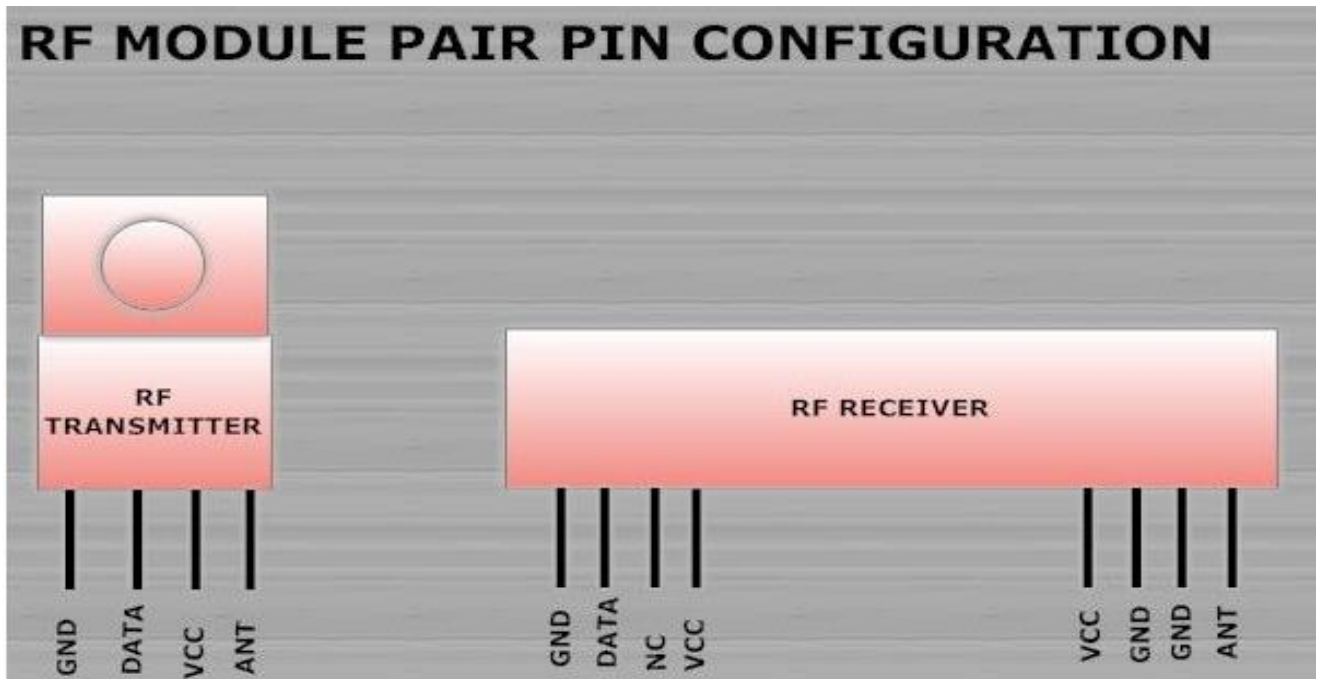 RF MODULE PAIR PIN CONFIGURATION
RF
TRANSMITTER
RF RECEIVER
GND
DATA
VCC
ANT
GND
DATA
NC
VCC
VCC
GND
GND
ANT